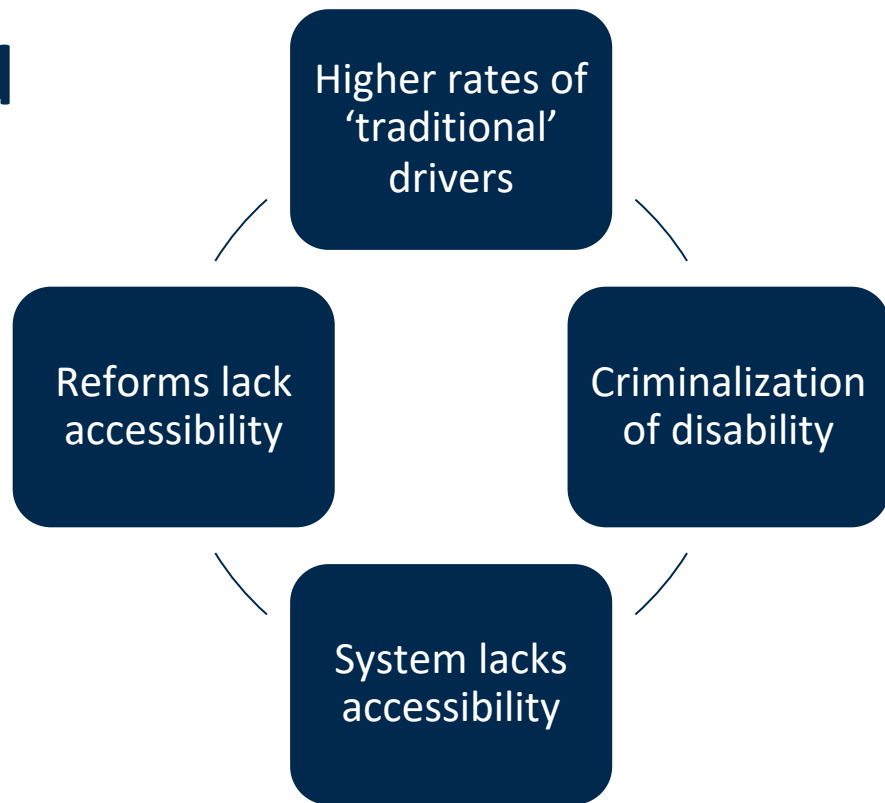 Higher rates of
‘traditional’
drivers
Reforms lack
accessibility
Criminalization
of disability
System lacks
accessibility